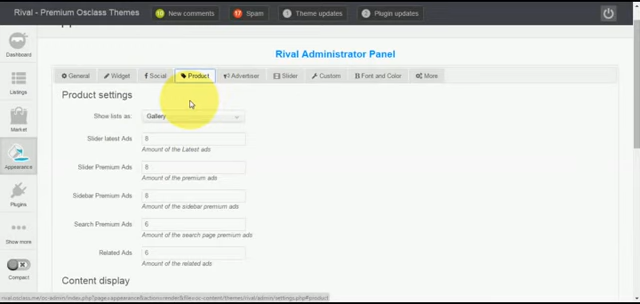 Rival - Premium Osclass Themes
10 New comments
17 Spam
1 Theme updates
2 Plugin updates
Rival Administrator Panel
General
Widget
Social
Product
Advertiser
Slider
Custom
Font and Color
More
Dashboard
Listings
Market
Appearance
Plugins
Show more
Compact
Product settings
Show lists as: Gallery
Slider latest Ads 8
Amount of the Latest ads
Slider Premium Ads 8
Amount of the premium ads
Sidebar Premium Ads 8
Amount of the sidebar premium ads
Search Premium Ads 6
Amount of the search page premium ads
Related Ads 6
Amount of the related ads
Content display